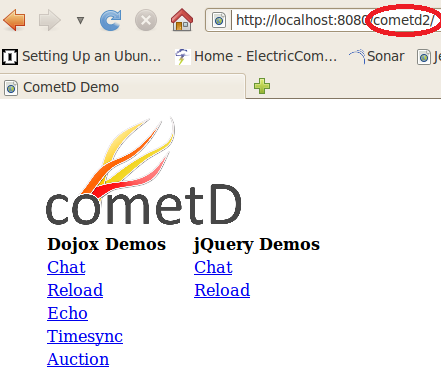 http://localhost:8080/cometd2/
Setting Up an Ubun... Home - ElectricCom... Sonar Je
CometD Demo
cometD
Dojox Demos jQuery Demos
Chat Chat
Reload Reload
Echo
Timesync
Auction